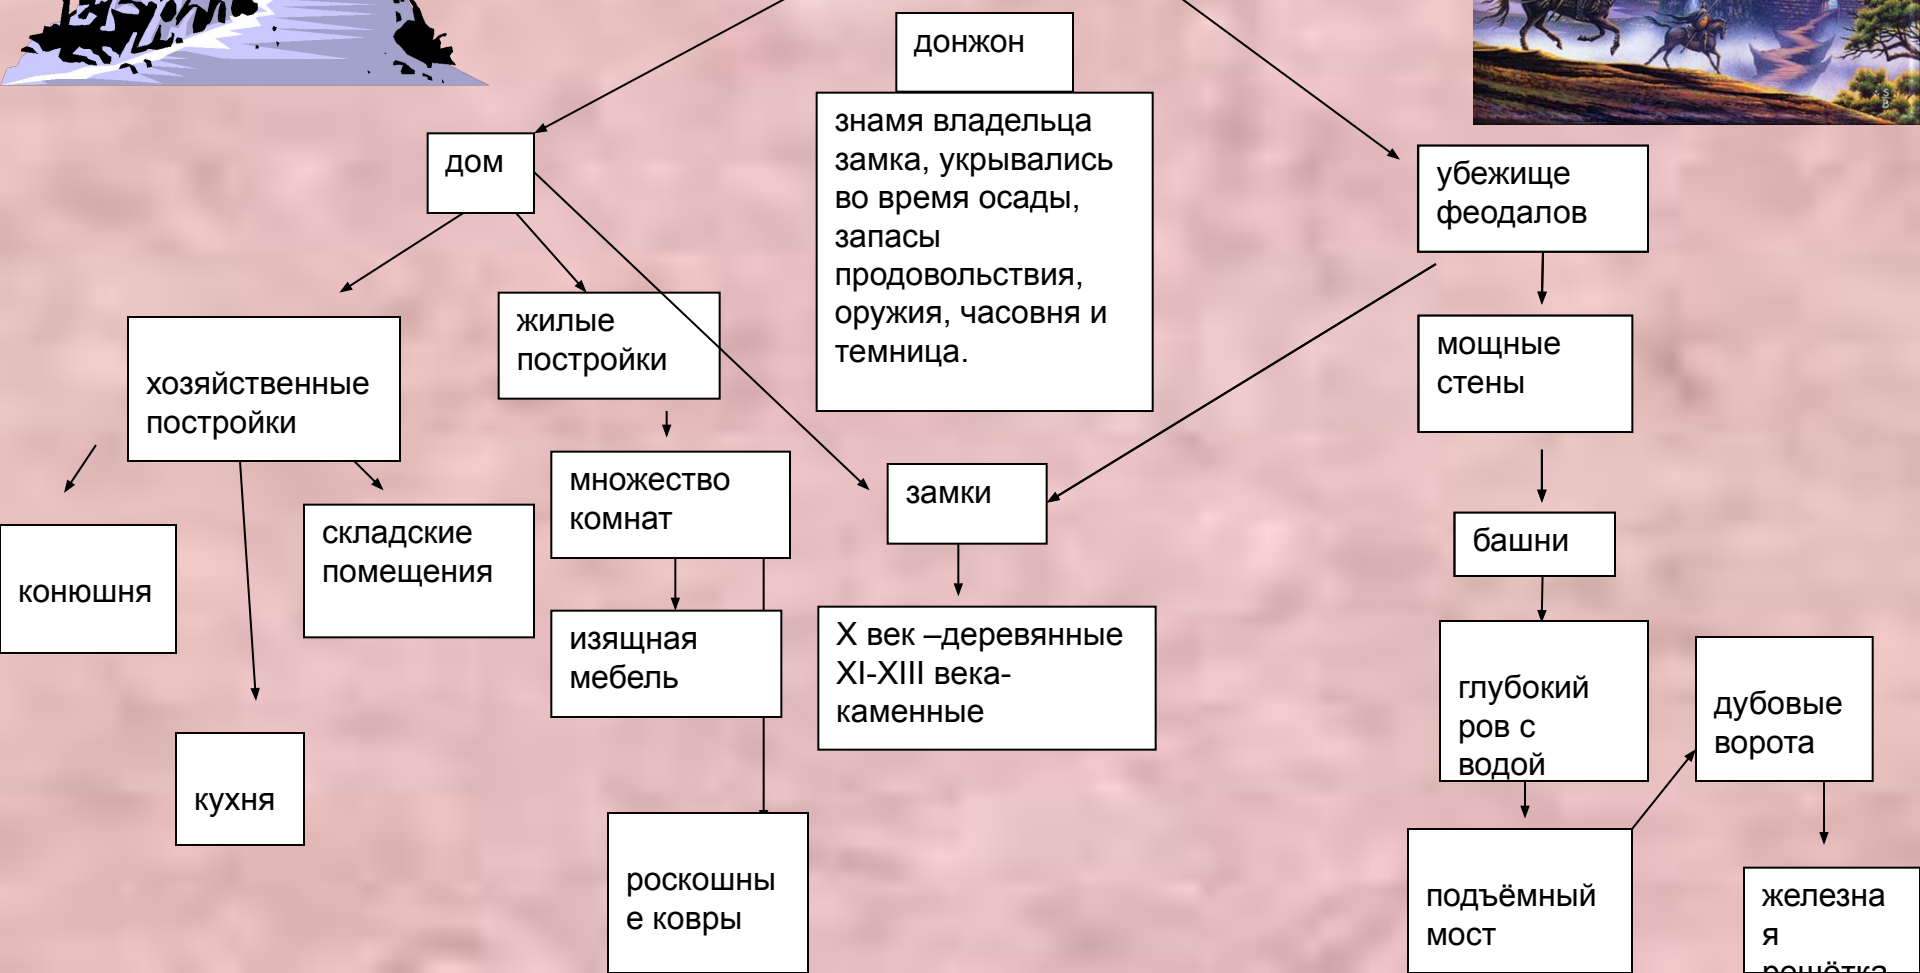 донжон
знамя владельца
замка, укрывались
во время осады,
запасы
продовольствия,
оружия, часовня и
темница.
дом
убежище
феодалов
жилые
постройки
хозяйственные
постройки
мощные
стены
множество
комнат
замки
складские
помещения
башни
конюшня
изящная
мебель
X век –деревянные
XI-XIII века-
каменные
глубокий
ров с
водой
дубовые
ворота
кухня
роскошны
е ковры
подъёмный
мост
железна
я
решётка